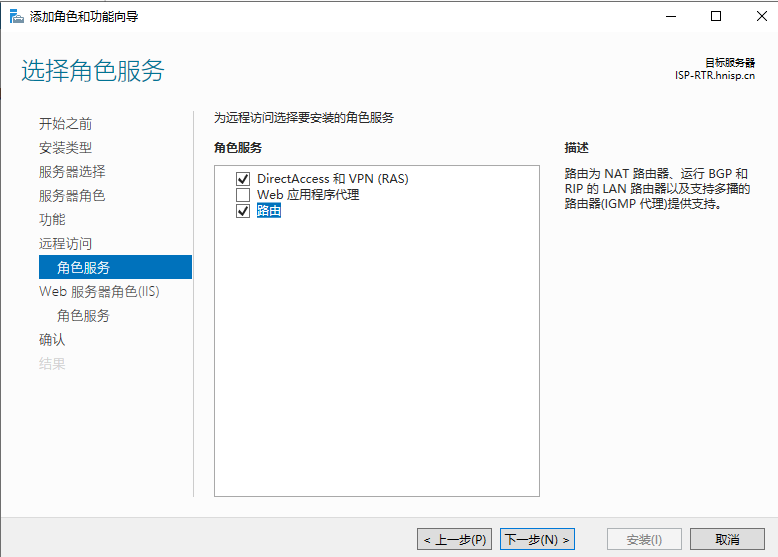 添加角色和功能向导
选择角色服务
目标服务器
ISP-RTR.hnisp.cn
开始之前
安装类型
服务器选择
服务器角色
功能
远程访问
角色服务
Web 服务器角色(IIS)
角色服务
确认
结果
为远程访问选择要安装的角色服务
角色服务
DirectAccess 和 VPN (RAS)
Web 应用程序代理
路由
描述
路由为 NAT 路由器、运行 BGP 和
RIP 的 LAN 路由器以及支持多播的
路由器(IGMP 代理)提供支持。
< 上一步(P)
下一步(N) >
安装(I)
取消